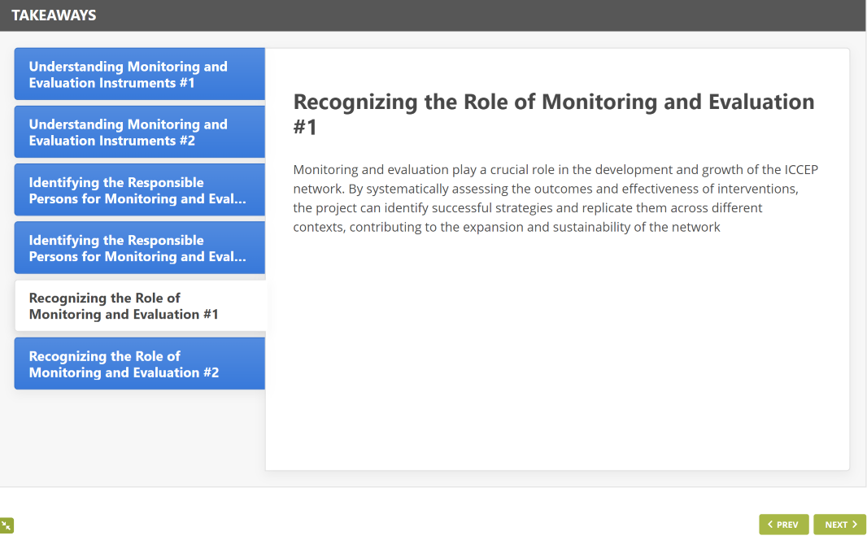 TAKEAWAYS
Understanding Monitoring and
Evaluation Instruments #1
Understanding Monitoring and
Evaluation Instruments #2
Identifying the Responsible
Persons for Monitoring and Eval...
Identifying the Responsible
Persons for Monitoring and Eval...
Recognizing the Role of
Monitoring and Evaluation #1
Recognizing the Role of
Monitoring and Evaluation #2
Recognizing the Role of Monitoring and Evaluation
#1
Monitoring and evaluation play a crucial role in the development and growth of the ICCEP
network. By systematically assessing the outcomes and effectiveness of interventions,
the project can identify successful strategies and replicate them across different
contexts, contributing to the expansion and sustainability of the network
PREV
NEXT